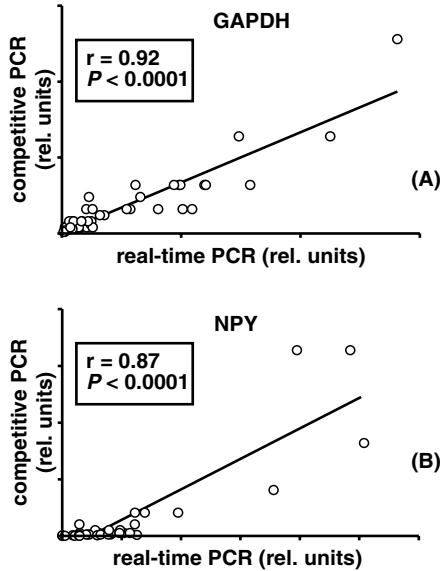 GAPDH
r = 0.92
P < 0.0001
competitive PCR
(rel. units)
(A)
real-time PCR (rel. units)
NPY
r = 0.87
P < 0.0001
competitive PCR
(rel. units)
(B)
real-time PCR (rel. units)